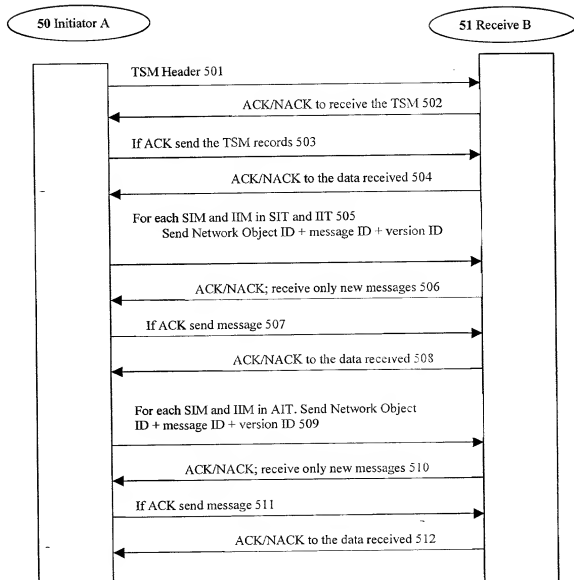 50 Initiator A
51 Receive B
TSM Header 501
ACK/NACK to receive the TSM 502
If ACK send the TSM records 503
ACK/NACK to the data received 504
For each SIM and IIM in SIT and IIT 505
Send Network Object ID + message ID + version ID
ACK/NACK; receive only new messages 506
If ACK send message 507
ACK/NACK to the data received 508
For each SIM and IIM in AIT. Send Network Object
ID + message ID + version ID 509
ACK/NACK; receive only new messages 510
If ACK send message 511
ACK/NACK to the data received 512